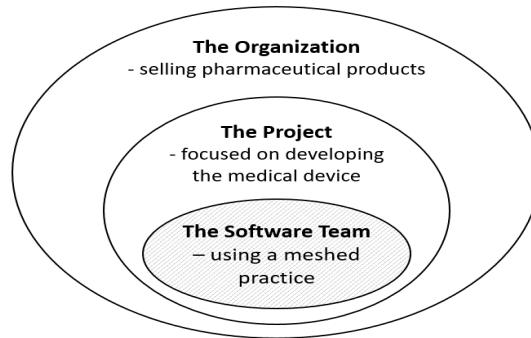 The Organization
- selling pharmaceutical products
The Project
- focused on developing
the medical device
The Software Team
– using a meshed
practice